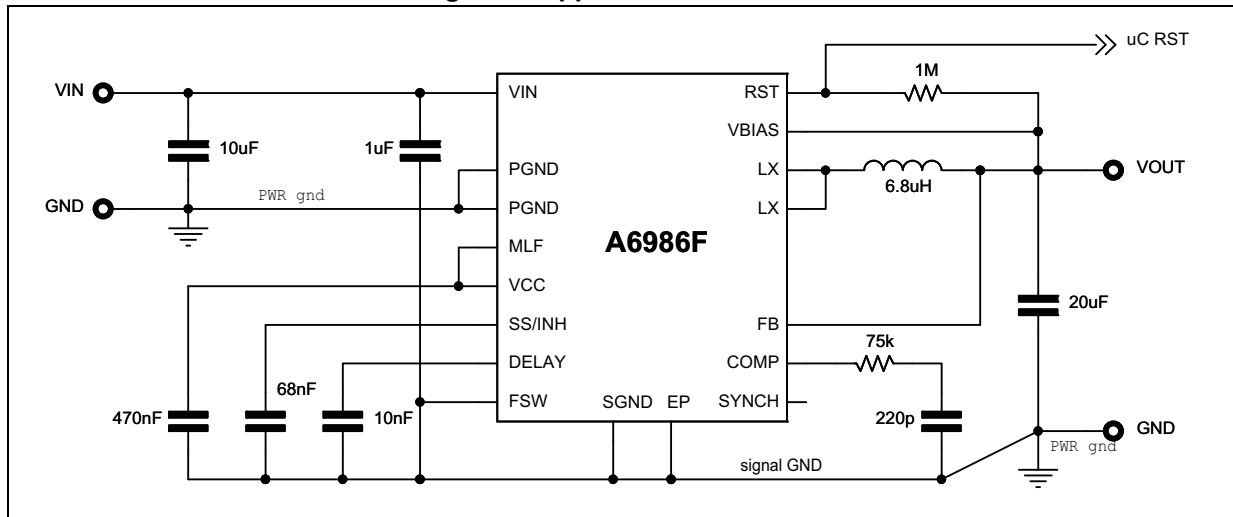 uC RST
1M
VIN
VIN
RST
VBIAS
10uF
1uF
PGND
LX
6.8uH
VOUT
GND
PWR gnd
PGND
LX
A6986F
MLF
VCC
20uF
SS/INH
FB
75k
DELAY
COMP
68nF
470nF
10nF
FSW
SGND
EP
SYNCH
220p
GND
PWR gnd
signal GND